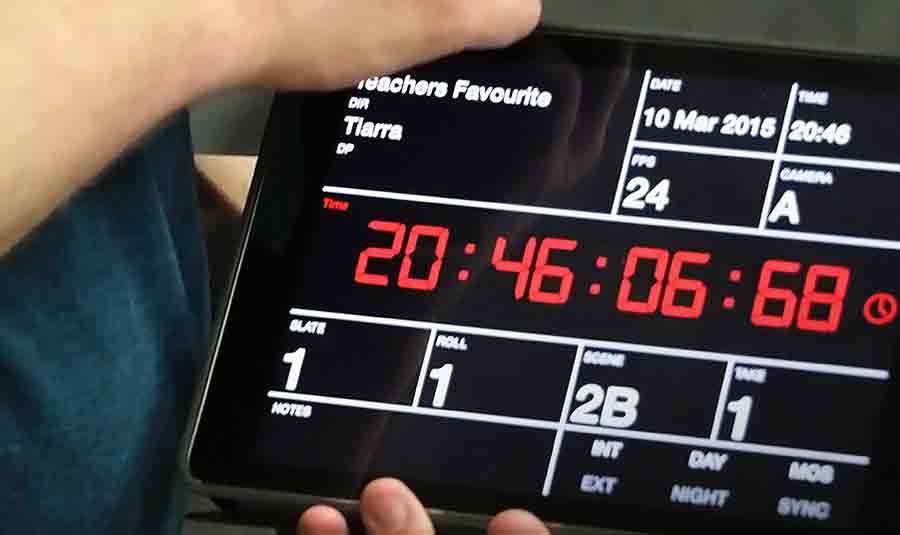 Teachers Favourite
DIR
Tiarra
DP
DATE
10 Mar 2015
TIME
20:46
FPS
24
CAMERA
A
Time
20:46:06:68
SLATE
1
ROLL
1
SCENE
2B
TAKE
1
NOTES
INT DAY MOS
EXT NIGHT SYNC